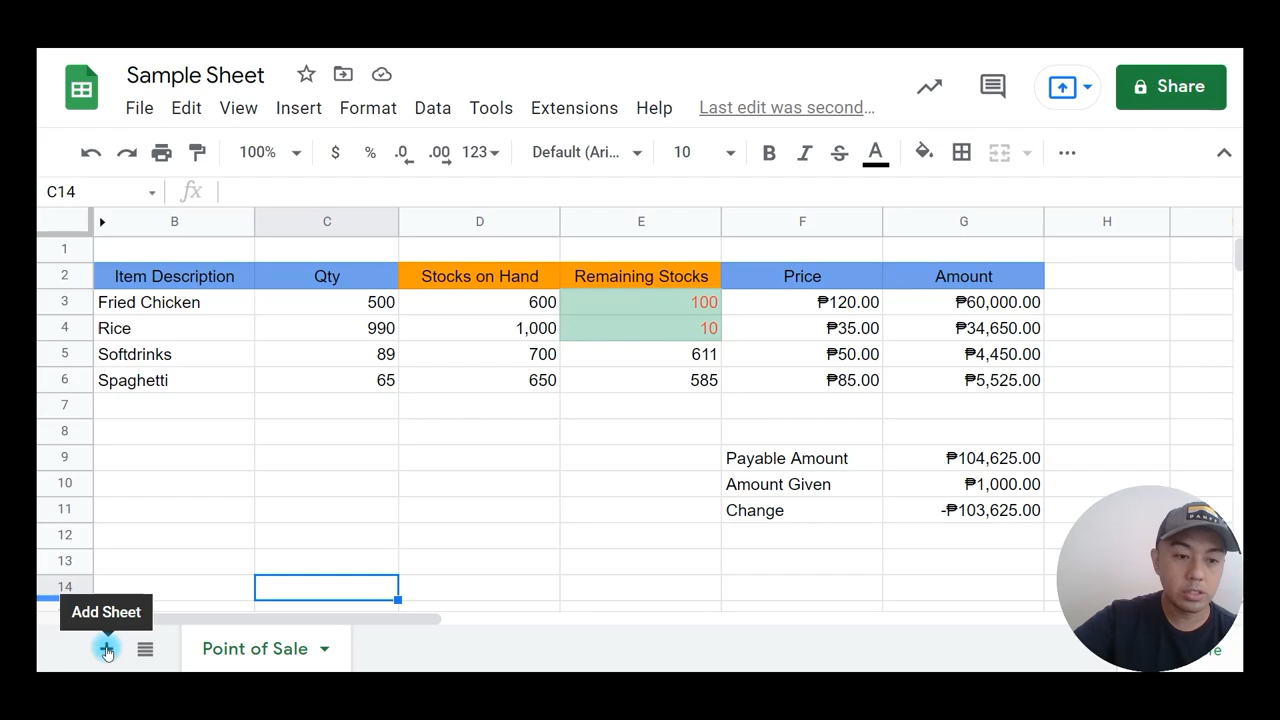 Sample Sheet
File Edit View Insert Format Data Tools Extensions Help Last edit was second…
Share
100% $ % .0 .00 123 Default (Ari... 10 B I S A
C14 fx
B C D E F G H
1
2 Item Description Qty Stocks on Hand Remaining Stocks Price Amount
3 Fried Chicken 500 600 100 ₱120.00 ₱60,000.00
4 Rice 990 1,000 10 ₱35.00 ₱34,650.00
5 Softdrinks 89 700 611 ₱50.00 ₱4,450.00
6 Spaghetti 65 650 585 ₱85.00 ₱5,525.00
7
8
9 Payable Amount ₱104,625.00
10 Amount Given ₱1,000.00
11 Change -₱103,625.00
12
13
14
Add Sheet
Point of Sale